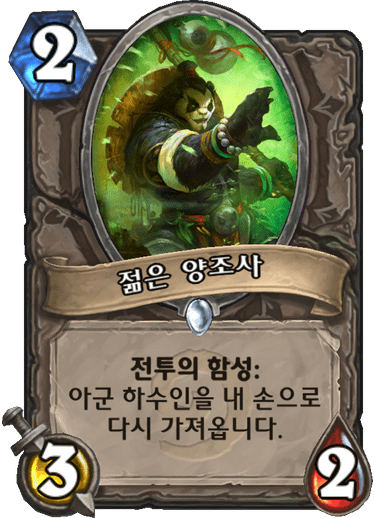 2
젊은 양조사
전투의 함성:
아군 하수인을 내 손으로
다시 가져옵니다.
3
2